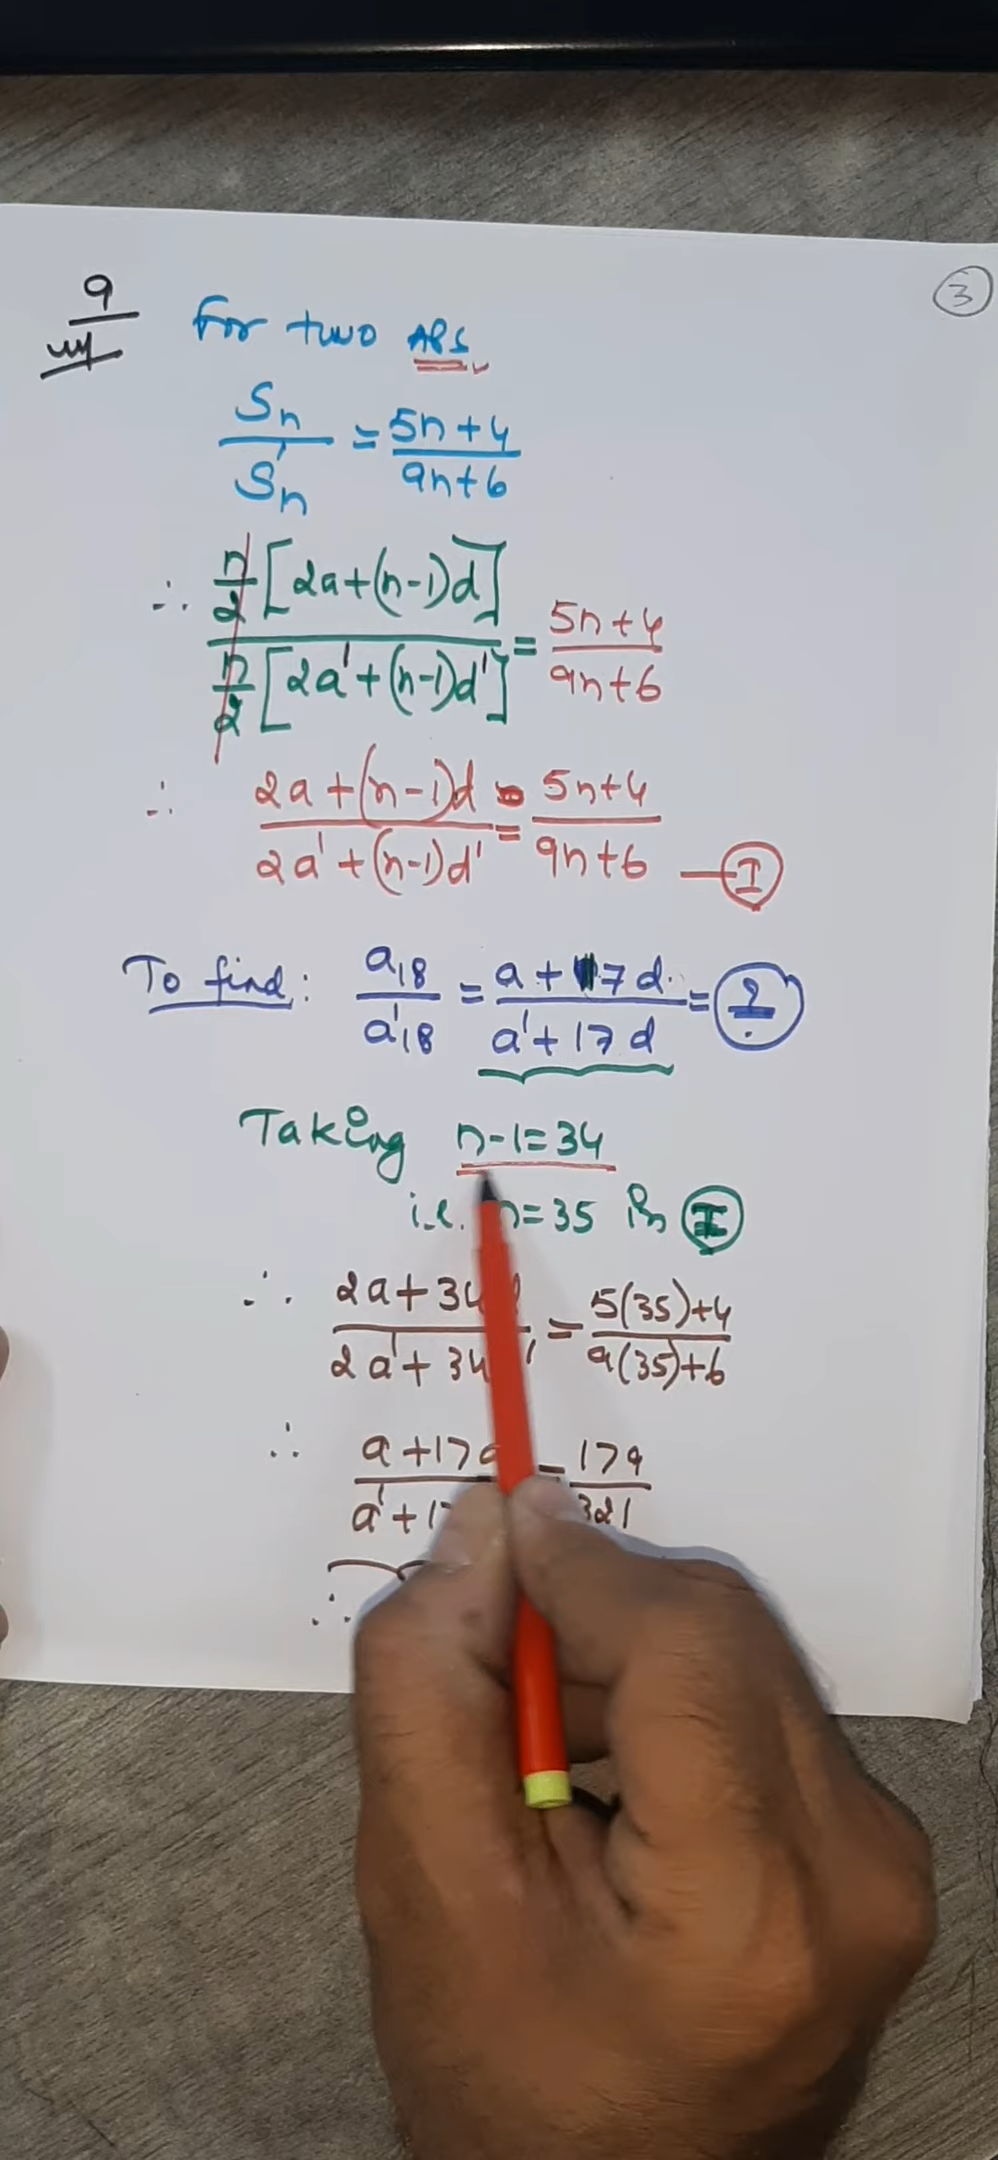 3
9
For two APS
Sn/S'n = 5n+4/9n+6
∴ n/2[2a+(n-1)d]/n/2[2a'+(n-1)d'] = 5n+4/9n+6
∴ 2a+(n-1)d/2a'+(n-1)d' = 5n+4/9n+6 — I
To find: a18/a'18 = a+17d/a'+17d = ?
Taking n-1=34
i.e. n=35 in I
∴ 2a+34/2a'+34 = 5(35)+4/9(35)+6
∴ a+17d/a'+1 = 179/321
∴